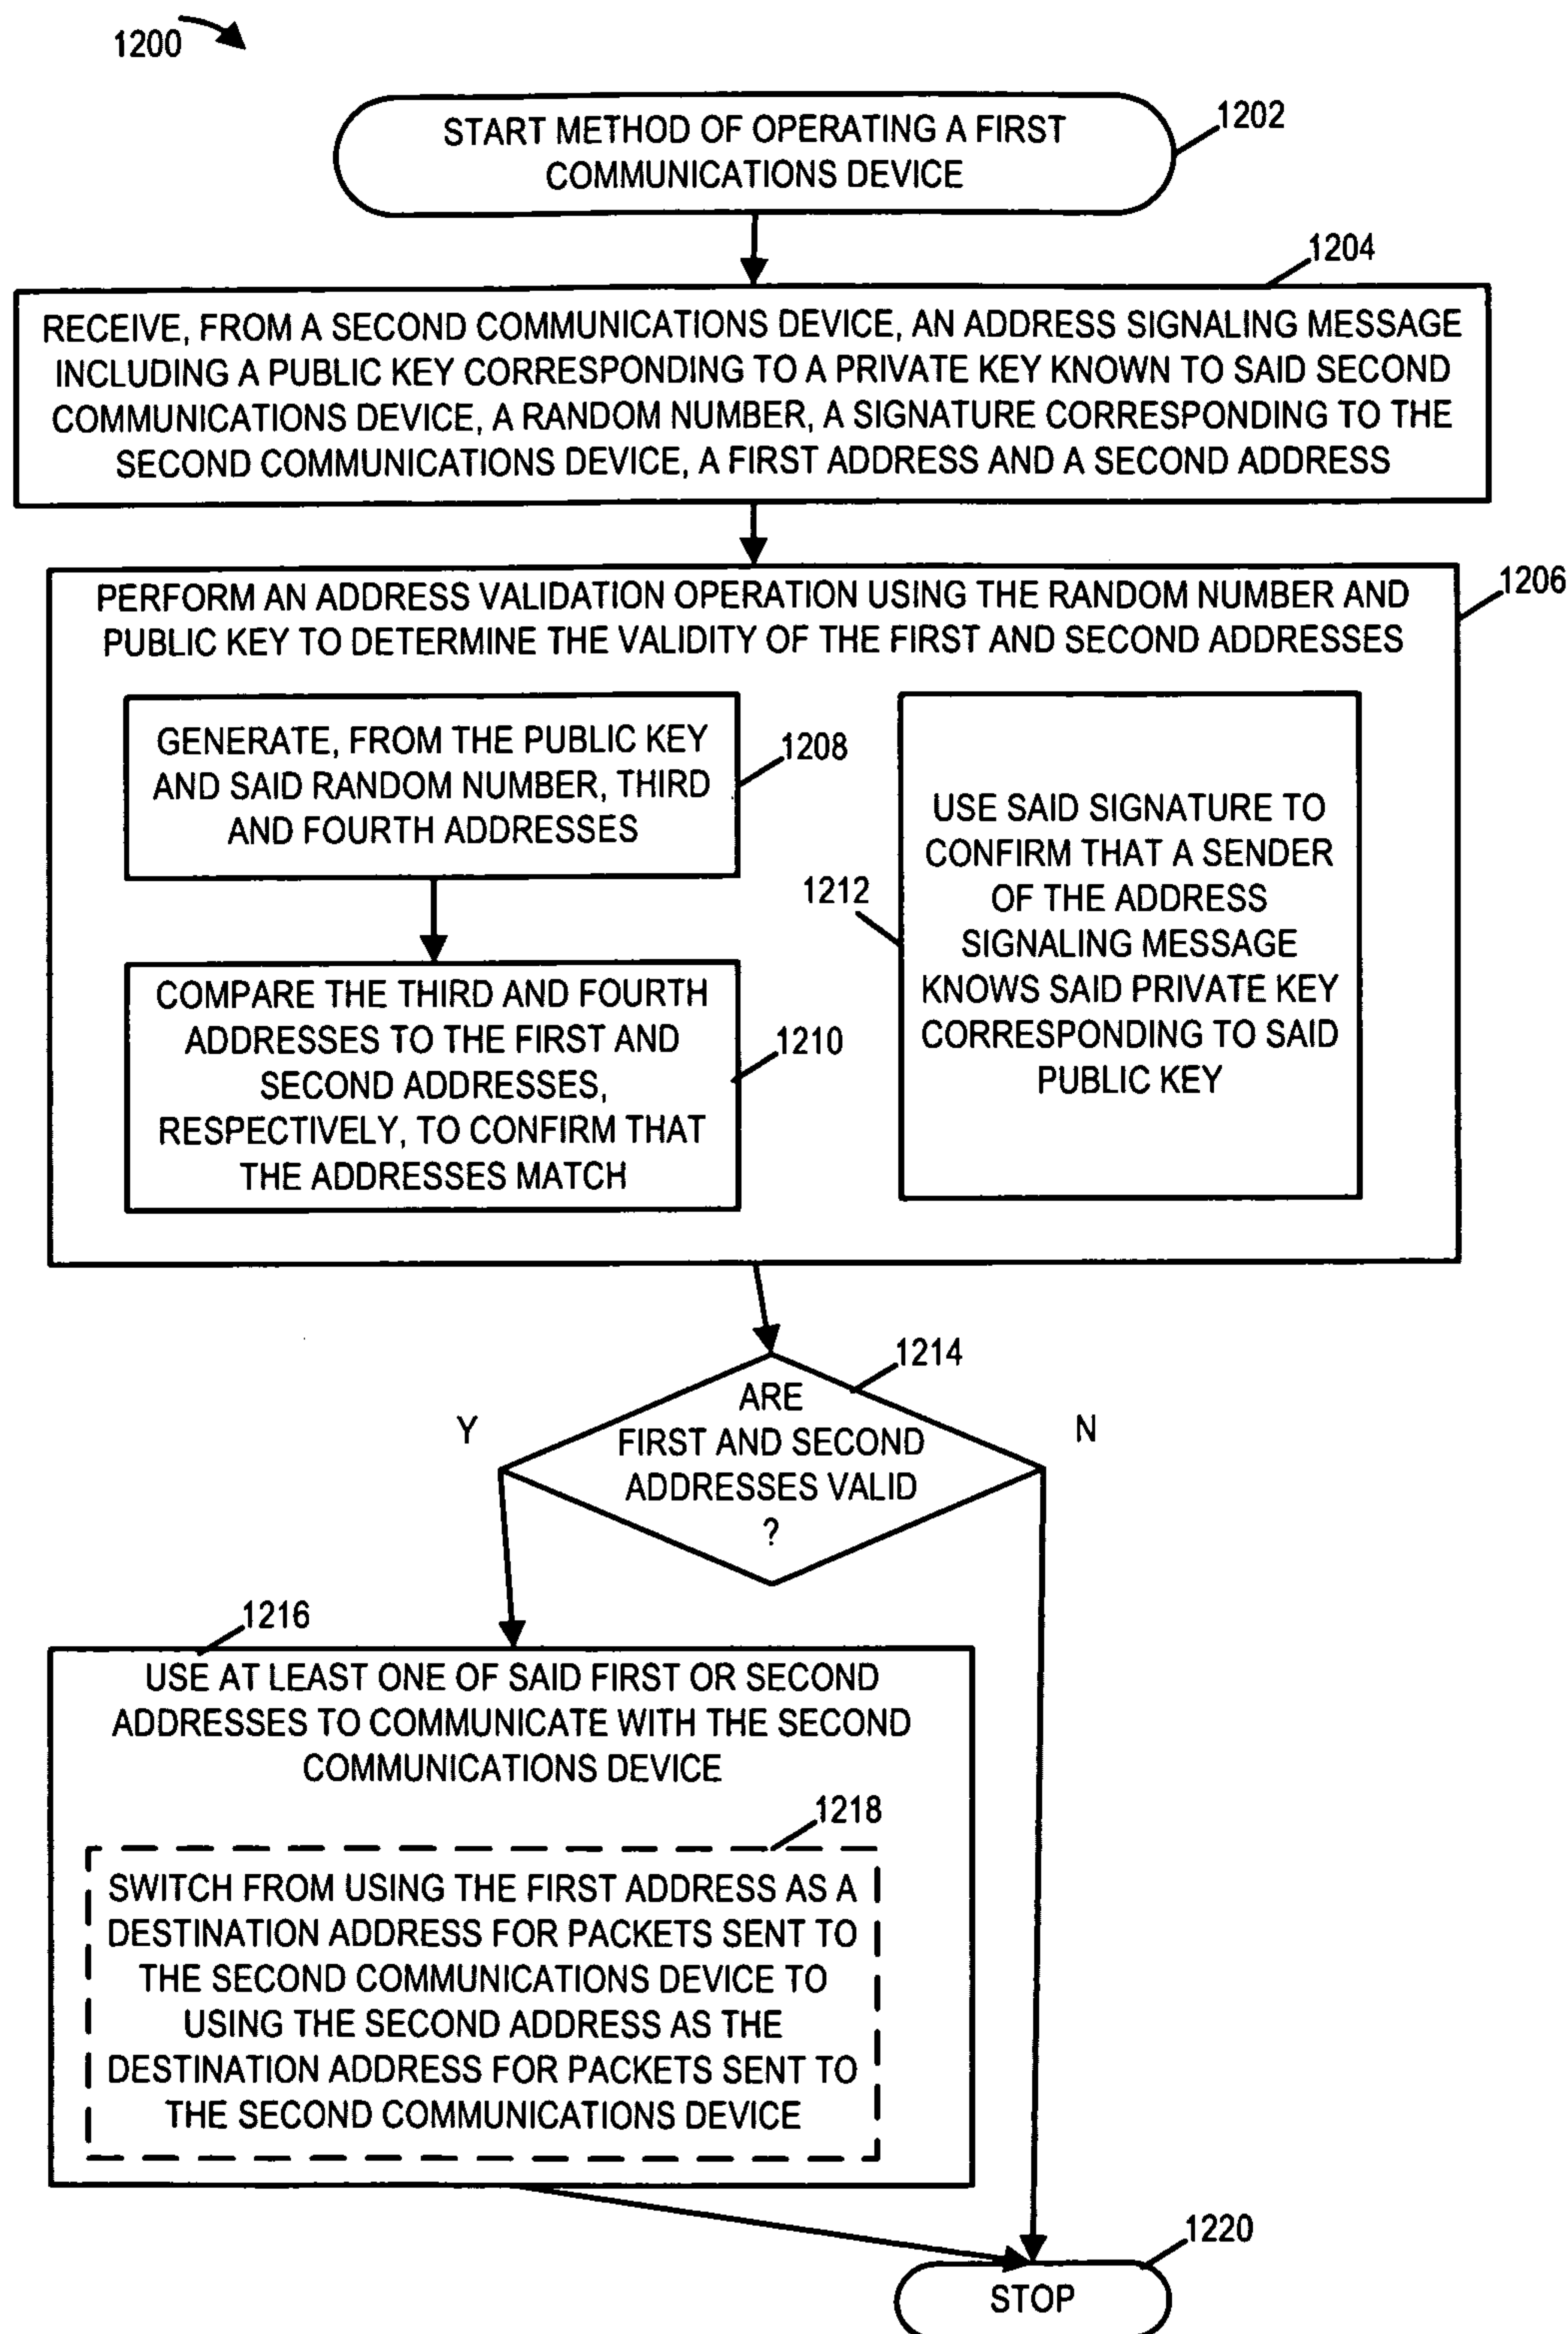 1200
START METHOD OF OPERATING A FIRST
COMMUNICATIONS DEVICE
1202
1204
RECEIVE, FROM A SECOND COMMUNICATIONS DEVICE, AN ADDRESS SIGNALING MESSAGE
INCLUDING A PUBLIC KEY CORRESPONDING TO A PRIVATE KEY KNOWN TO SAID SECOND
COMMUNICATIONS DEVICE, A RANDOM NUMBER, A SIGNATURE CORRESPONDING TO THE
SECOND COMMUNICATIONS DEVICE, A FIRST ADDRESS AND A SECOND ADDRESS
1206
PERFORM AN ADDRESS VALIDATION OPERATION USING THE RANDOM NUMBER AND
PUBLIC KEY TO DETERMINE THE VALIDITY OF THE FIRST AND SECOND ADDRESSES
GENERATE, FROM THE PUBLIC KEY
AND SAID RANDOM NUMBER, THIRD
AND FOURTH ADDRESSES
1208
COMPARE THE THIRD AND FOURTH
ADDRESSES TO THE FIRST AND
SECOND ADDRESSES,
RESPECTIVELY, TO CONFIRM THAT
THE ADDRESSES MATCH
1210
1212
USE SAID SIGNATURE TO
CONFIRM THAT A SENDER
OF THE ADDRESS
SIGNALING MESSAGE
KNOWS SAID PRIVATE KEY
CORRESPONDING TO SAID
PUBLIC KEY
1214
ARE
FIRST AND SECOND
ADDRESSES VALID
?
Y
N
1216
USE AT LEAST ONE OF SAID FIRST OR SECOND
ADDRESSES TO COMMUNICATE WITH THE SECOND
COMMUNICATIONS DEVICE
1218
SWITCH FROM USING THE FIRST ADDRESS AS A
DESTINATION ADDRESS FOR PACKETS SENT TO
THE SECOND COMMUNICATIONS DEVICE TO
USING THE SECOND ADDRESS AS THE
DESTINATION ADDRESS FOR PACKETS SENT TO
THE SECOND COMMUNICATIONS DEVICE
1220
STOP